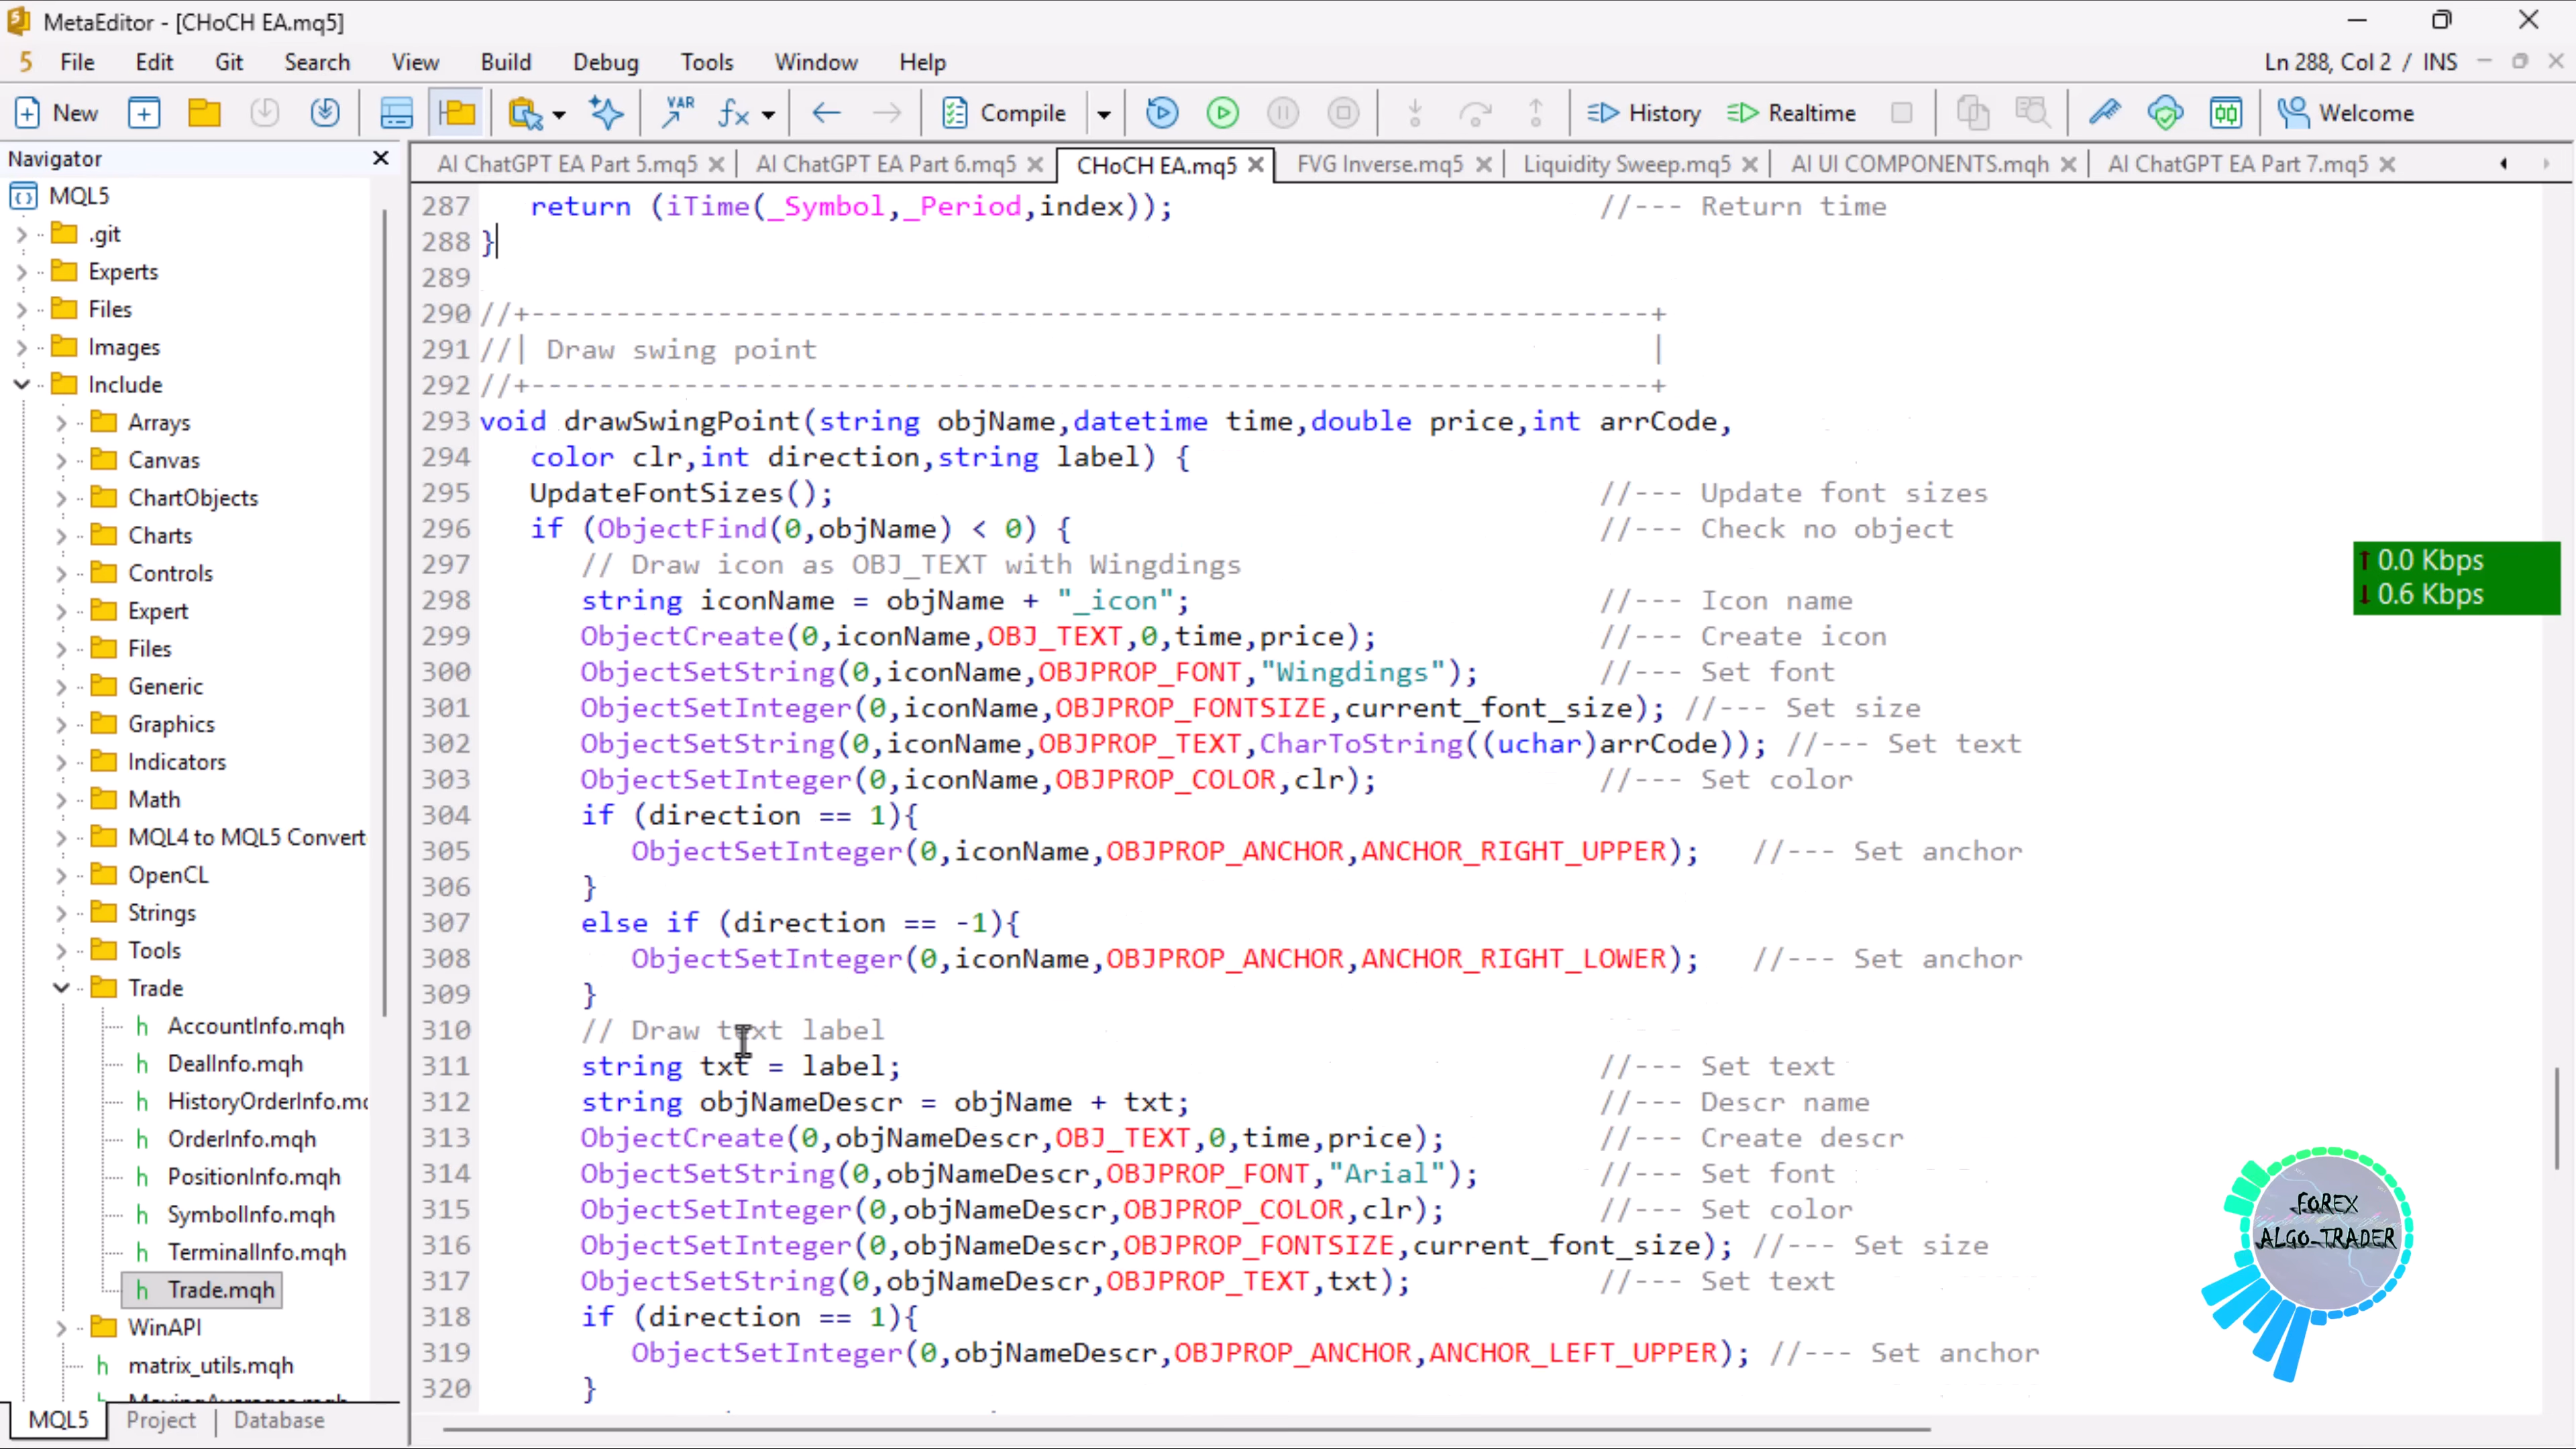 MetaEditor - [CHoCH EA.mq5]
5 File Edit Git Search View Build Debug Tools Window Help Ln 288, Col 2 / INS
New VAR Compile History Realtime Welcome
Navigator
AI ChatGPT EA Part 5.mq5 AI ChatGPT EA Part 6.mq5 CHoCH EA.mq5 FVG Inverse.mq5 Liquidity Sweep.mq5 AI UI COMPONENTS.mqh AI ChatGPT EA Part 7.mq5
MQL5
.git
Experts
Files
Images
Include
Arrays
Canvas
ChartObjects
Charts
Controls
Expert
Files
Generic
Graphics
Indicators
Math
MQL4 to MQL5 Convert
OpenCL
Strings
Tools
Trade
h AccountInfo.mqh
h DealInfo.mqh
h HistoryOrderInfo.mq
h OrderInfo.mqh
h PositionInfo.mqh
h SymbolInfo.mqh
h TerminalInfo.mqh
h Trade.mqh
WinAPI
h matrix_utils.mqh
MQL5 Project Database
287 return (iTime(_Symbol,_Period,index)); //--- Return time
288 }
289
290 //+------------------------------------------------------------------+
291 //| Draw swing point |
292 //+------------------------------------------------------------------+
293 void drawSwingPoint(string objName,datetime time,double price,int arrCode,
294 color clr,int direction,string label) {
295 UpdateFontSizes(); //--- Update font sizes
296 if (ObjectFind(0,objName) < 0) { //--- Check no object
297 // Draw icon as OBJ_TEXT with Wingdings
298 string iconName = objName + "_icon"; //--- Icon name
299 ObjectCreate(0,iconName,OBJ_TEXT,0,time,price); //--- Create icon
300 ObjectSetString(0,iconName,OBJPROP_FONT,"Wingdings"); //--- Set font
301 ObjectSetInteger(0,iconName,OBJPROP_FONTSIZE,current_font_size); //--- Set size
302 ObjectSetString(0,iconName,OBJPROP_TEXT,CharToString((uchar)arrCode)); //--- Set text
303 ObjectSetInteger(0,iconName,OBJPROP_COLOR,clr); //--- Set color
304 if (direction == 1){
305 ObjectSetInteger(0,iconName,OBJPROP_ANCHOR,ANCHOR_RIGHT_UPPER); //--- Set anchor
306 }
307 else if (direction == -1){
308 ObjectSetInteger(0,iconName,OBJPROP_ANCHOR,ANCHOR_RIGHT_LOWER); //--- Set anchor
309 }
310 // Draw text label
311 string txt = label; //--- Set text
312 string objNameDescr = objName + txt; //--- Descr name
313 ObjectCreate(0,objNameDescr,OBJ_TEXT,0,time,price); //--- Create descr
314 ObjectSetString(0,objNameDescr,OBJPROP_FONT,"Arial"); //--- Set font
315 ObjectSetInteger(0,objNameDescr,OBJPROP_COLOR,clr); //--- Set color
316 ObjectSetInteger(0,objNameDescr,OBJPROP_FONTSIZE,current_font_size); //--- Set size
317 ObjectSetString(0,objNameDescr,OBJPROP_TEXT,txt); //--- Set text
318 if (direction == 1){
319 ObjectSetInteger(0,objNameDescr,OBJPROP_ANCHOR,ANCHOR_LEFT_UPPER); //--- Set anchor
320 }
↑ 0.0 Kbps
↓ 0.6 Kbps
FOREX
ALGO-TRADER